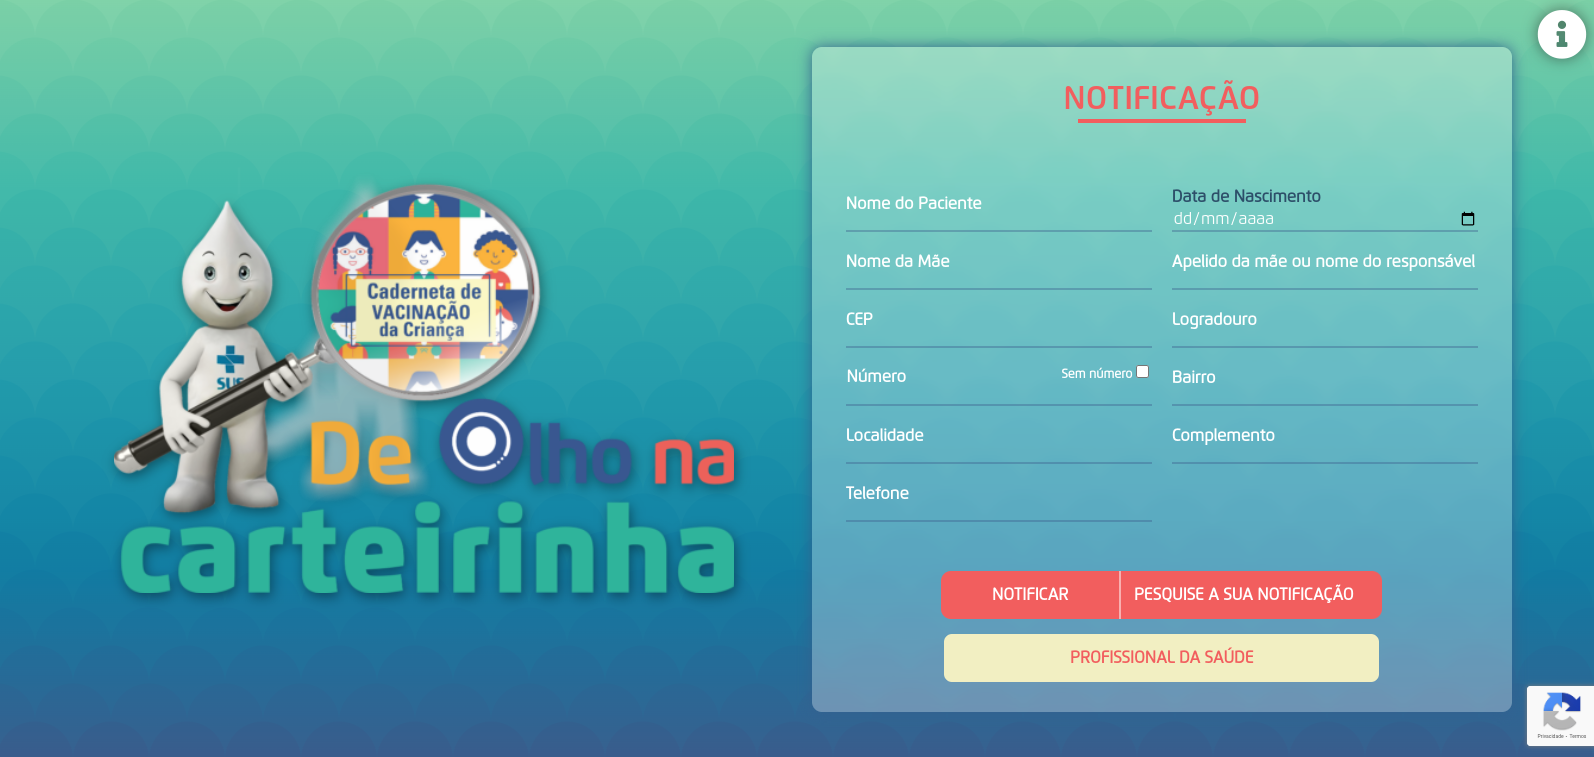 NOTIFICAÇÃO
Nome do Paciente
Data de Nascimento
dd/mm/aaaa
Nome da Mãe
Apelido da mãe ou nome do responsável
CEP
Logradouro
Número
Sem número
Bairro
Localidade
Complemento
Telefone
NOTIFICAR
PESQUISE A SUA NOTIFICAÇÃO
PROFISSIONAL DA SAÚDE
Caderneta de
VACINAÇÃO
da Criança
SUS
De Olho na
carteirinha
Privacidade - Termos